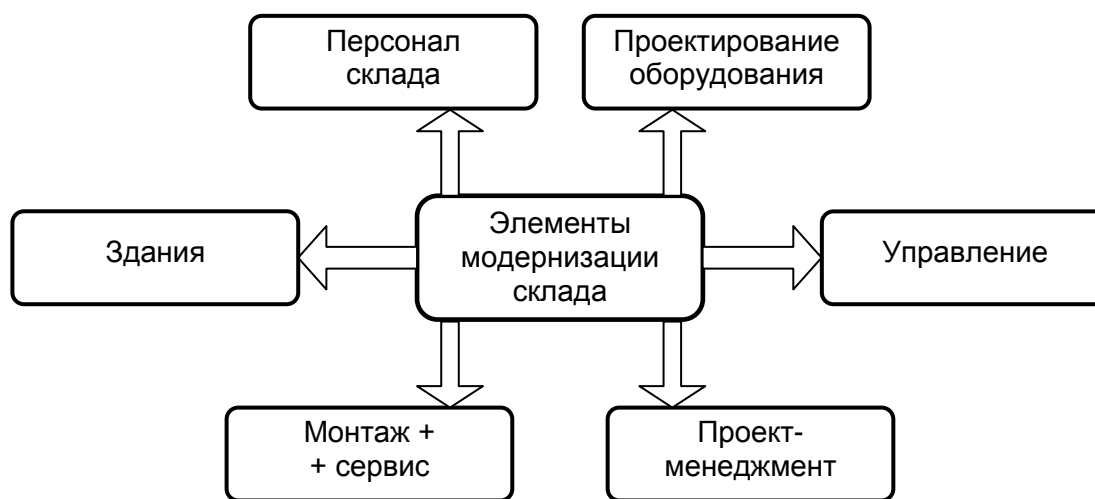 Персонал
склада
Проектирование
оборудования
Здания
Элементы
модернизации
склада
Управление
Монтаж +
+ сервис
Проект-
менеджмент